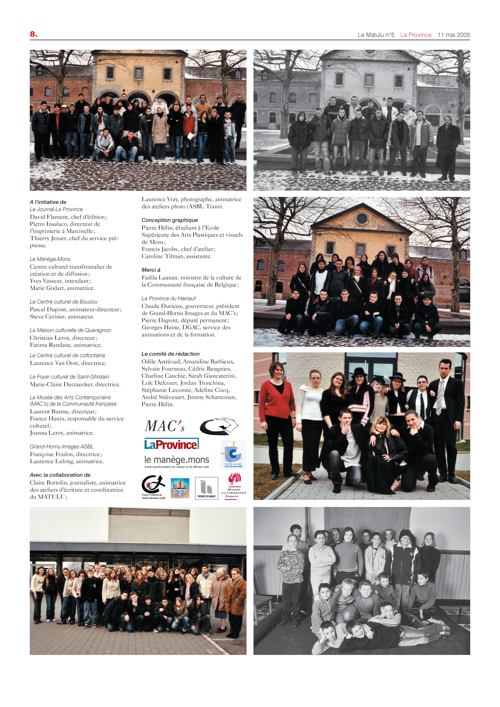 8.
Le Matulu n°5 La Province 11 mai 2005
A l'initiative de
Le Journal La Province
David Flament, chef d'édition;
Pietro Insalaco, directeur de
l'imprimerie à Marcinelle;
Thierry Jenart, chef du service pré-
presse.
Le Manège.Mons
Centre culturel transfrontalier de
création et de diffusion;
Yves Vasseur, intendant;
Marie Godart, animatrice.
Le Centre culturel de Boussu
Pascal Dupont, animateur-directeur;
Steve Cerisier, animateur.
La Maison culturelle de Quaregnon
Christian Leroy, directeur;
Fatima Randane, animatrice.
Le Centre culturel de colfontaine
Laurence Van Oost, directrice.
Le Foyer culturel de Saint-Ghislain
Marie-Claire Decraecker, directrice.
Le Musée des Arts Contemporains
(MAC's) de la Communauté française
Laurent Busine, directeur;
France Hanin, responsable du service
culturel;
Joanna Leroy, animatrice.
Grand-Hornu Images ASBL
Françoise Foulon, directrice;
Laurence Lelong, animatrice.
Avec la collaboration de
Claire Bortolin, journaliste, animatrice
des ateliers d'écriture et coordinatrice
du MATULU;
Laurence Vray, photographe, animatrice
des ateliers photo (ASBL Trans).
Conception graphique
Pierre Hélin, étudiant à l'Ecole
Supérieure des Arts Plastiques et visuels
de Mons;
Francis Jacoby, chef d'atelier;
Caroline Tilman, assistante.
Merci à
Fadila Laanan, ministre de la culture de
la Communauté française de Belgique;
La Province du Hainaut
Claude Durieux, gouverneur, président
de Grand-Hornu Images et du MAC's;
Pierre Dupont, député permanent;
Georges Haine, DGAC, service des
animations et de la formation.
Le comité de rédaction
Odile Astréoud, Amandine Barbieux,
Sylvain Fourneau, Cédric Beugnies,
Charline Cauchie, Sarah Giancaterini,
Loïc Delcourt, Jordan Tronchina,
Stéphanie Lecomte, Adeline Cocq,
André Stiévenart, Jimmy Schatteman,
Pierre Hélin.
MAC's
LaProvince
le manège.mons